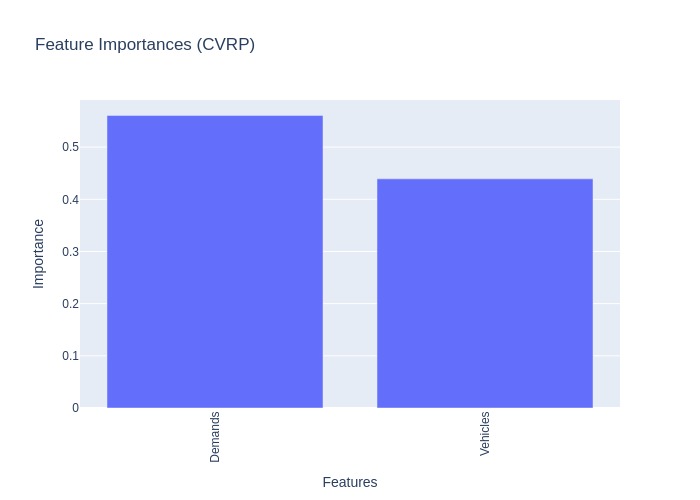 Feature Importances (CVRP)
Importance
0.5
0.4
0.3
0.2
0.1
0
Demands
Vehicles
Features